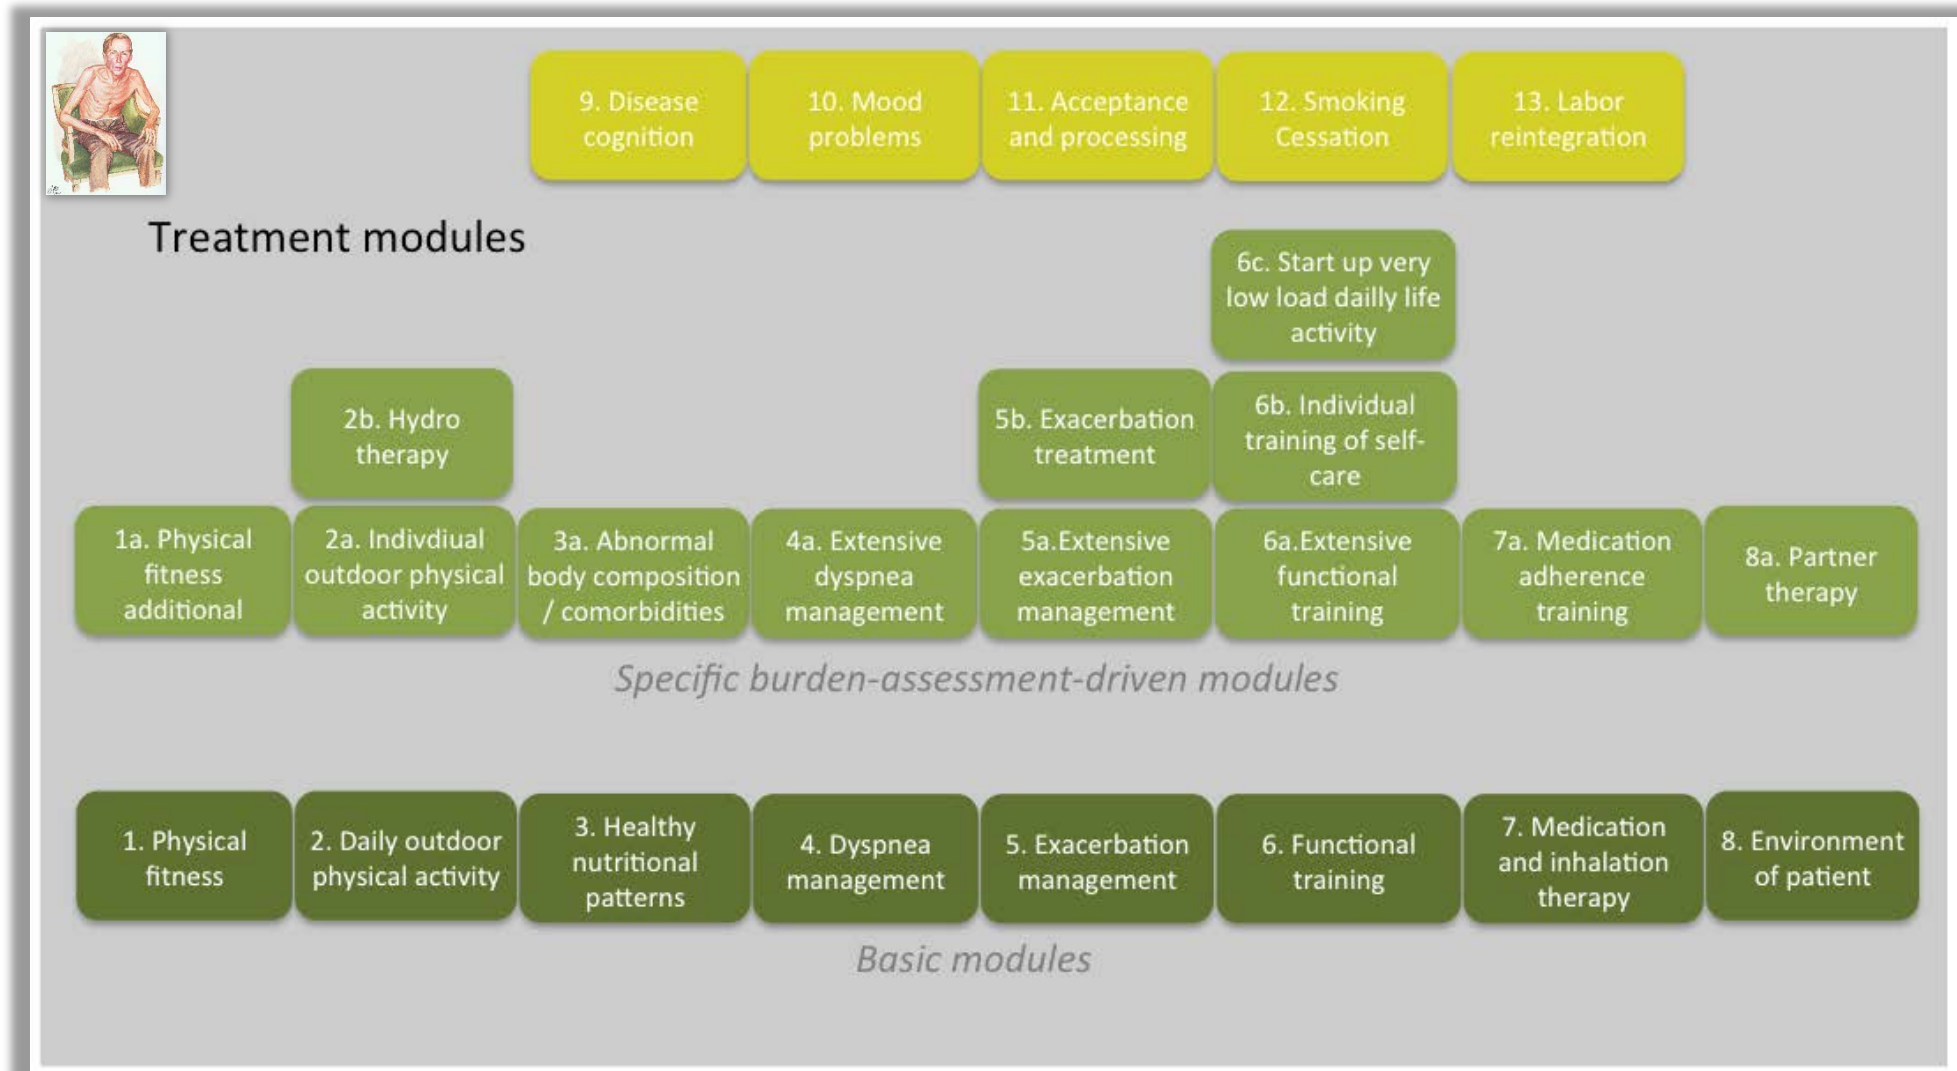 9. Disease
cognition
10. Mood
problems
11. Acceptance
and processing
12. Smoking
Cessation
13. Labor
reintegration
Treatment modules
6c. Start up very
low load dailly life
activity
2b. Hydro
therapy
5b. Exacerbation
treatment
6b. Individual
training of self-
care
1a. Physical
fitness
additional
2a. Indivdiual
outdoor physical
activity
3a. Abnormal
body composition
/ comorbidities
4a. Extensive
dyspnea
management
5a.Extensive
exacerbation
management
6a.Extensive
functional
training
7a. Medication
adherence
training
8a. Partner
therapy
Specific burden-assessment-driven modules
1. Physical
fitness
2. Daily outdoor
physical activity
3. Healthy
nutritional
patterns
4. Dyspnea
management
5. Exacerbation
management
6. Functional
training
7. Medication
and inhalation
therapy
8. Environment
of patient
Basic modules